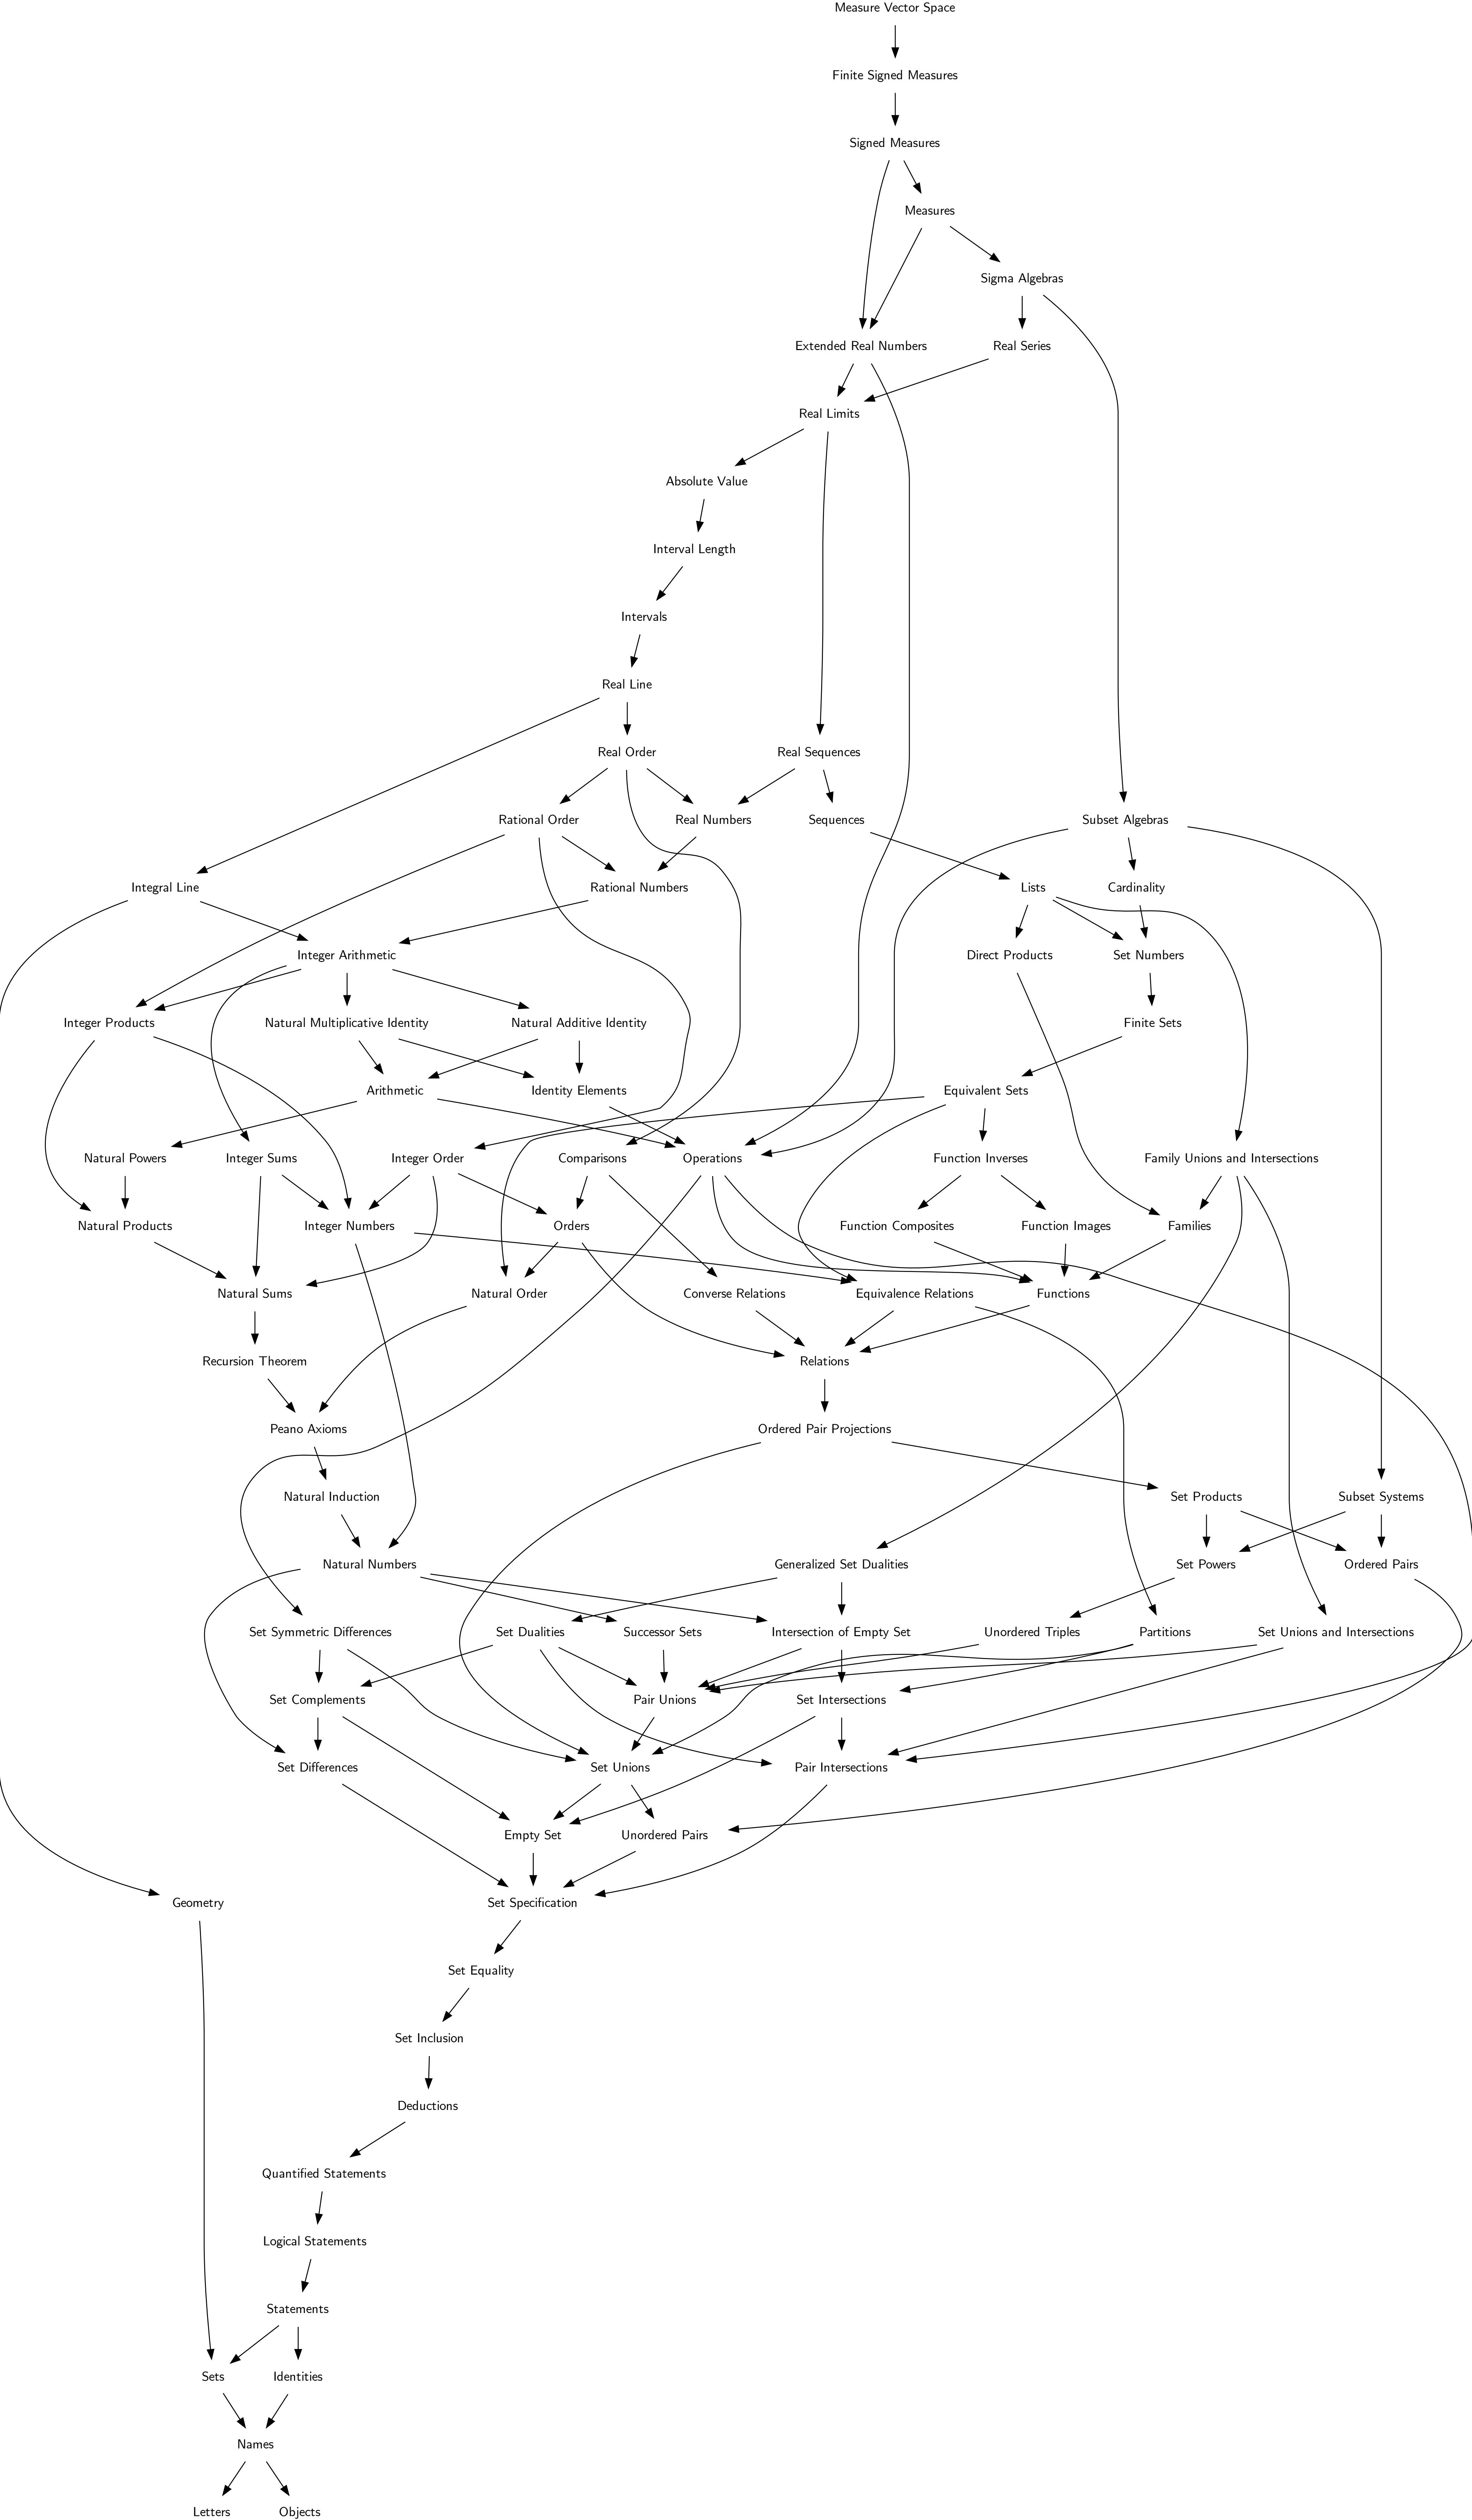 Measure Vector Space
Finite Signed Measures
Signed Measures
Measures
Sigma Algebras
Extended Real Numbers
Real Series
Real Limits
Absolute Value
Interval Length
Intervals
Real Line
Real Order
Real Sequences
Rational Order
Real Numbers
Sequences
Subset Algebras
Integral Line
Rational Numbers
Lists
Cardinality
Integer Arithmetic
Direct Products
Set Numbers
Integer Products
Natural Multiplicative Identity
Natural Additive Identity
Finite Sets
Arithmetic
Identity Elements
Equivalent Sets
Natural Powers
Integer Sums
Integer Order
Comparisons
Operations
Function Inverses
Family Unions and Intersections
Natural Products
Integer Numbers
Orders
Function Composites
Function Images
Families
Natural Sums
Natural Order
Converse Relations
Equivalence Relations
Functions
Recursion Theorem
Relations
Peano Axioms
Ordered Pair Projections
Natural Induction
Set Products
Subset Systems
Natural Numbers
Generalized Set Dualities
Set Powers
Ordered Pairs
Set Symmetric Differences
Set Dualities
Successor Sets
Intersection of Empty Set
Unordered Triples
Partitions
Set Unions and Intersections
Set Complements
Pair Unions
Set Intersections
Set Differences
Set Unions
Pair Intersections
Empty Set
Unordered Pairs
Geometry
Set Specification
Set Equality
Set Inclusion
Deductions
Quantified Statements
Logical Statements
Statements
Sets
Identities
Names
Letters
Objects